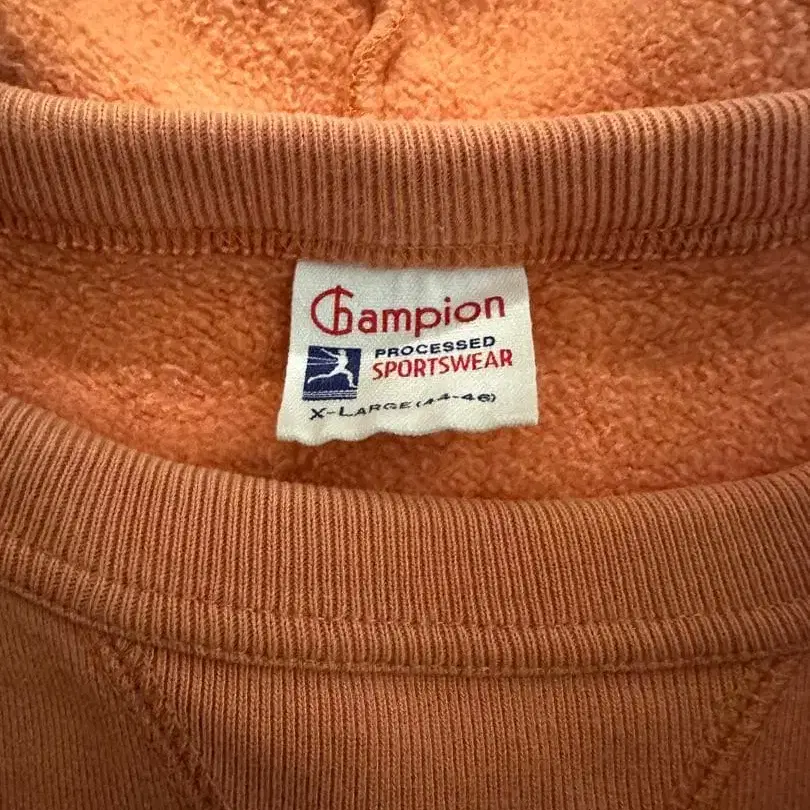 Champion
PROCESSED
SPORTSWEAR
X-LARGE (44-46)